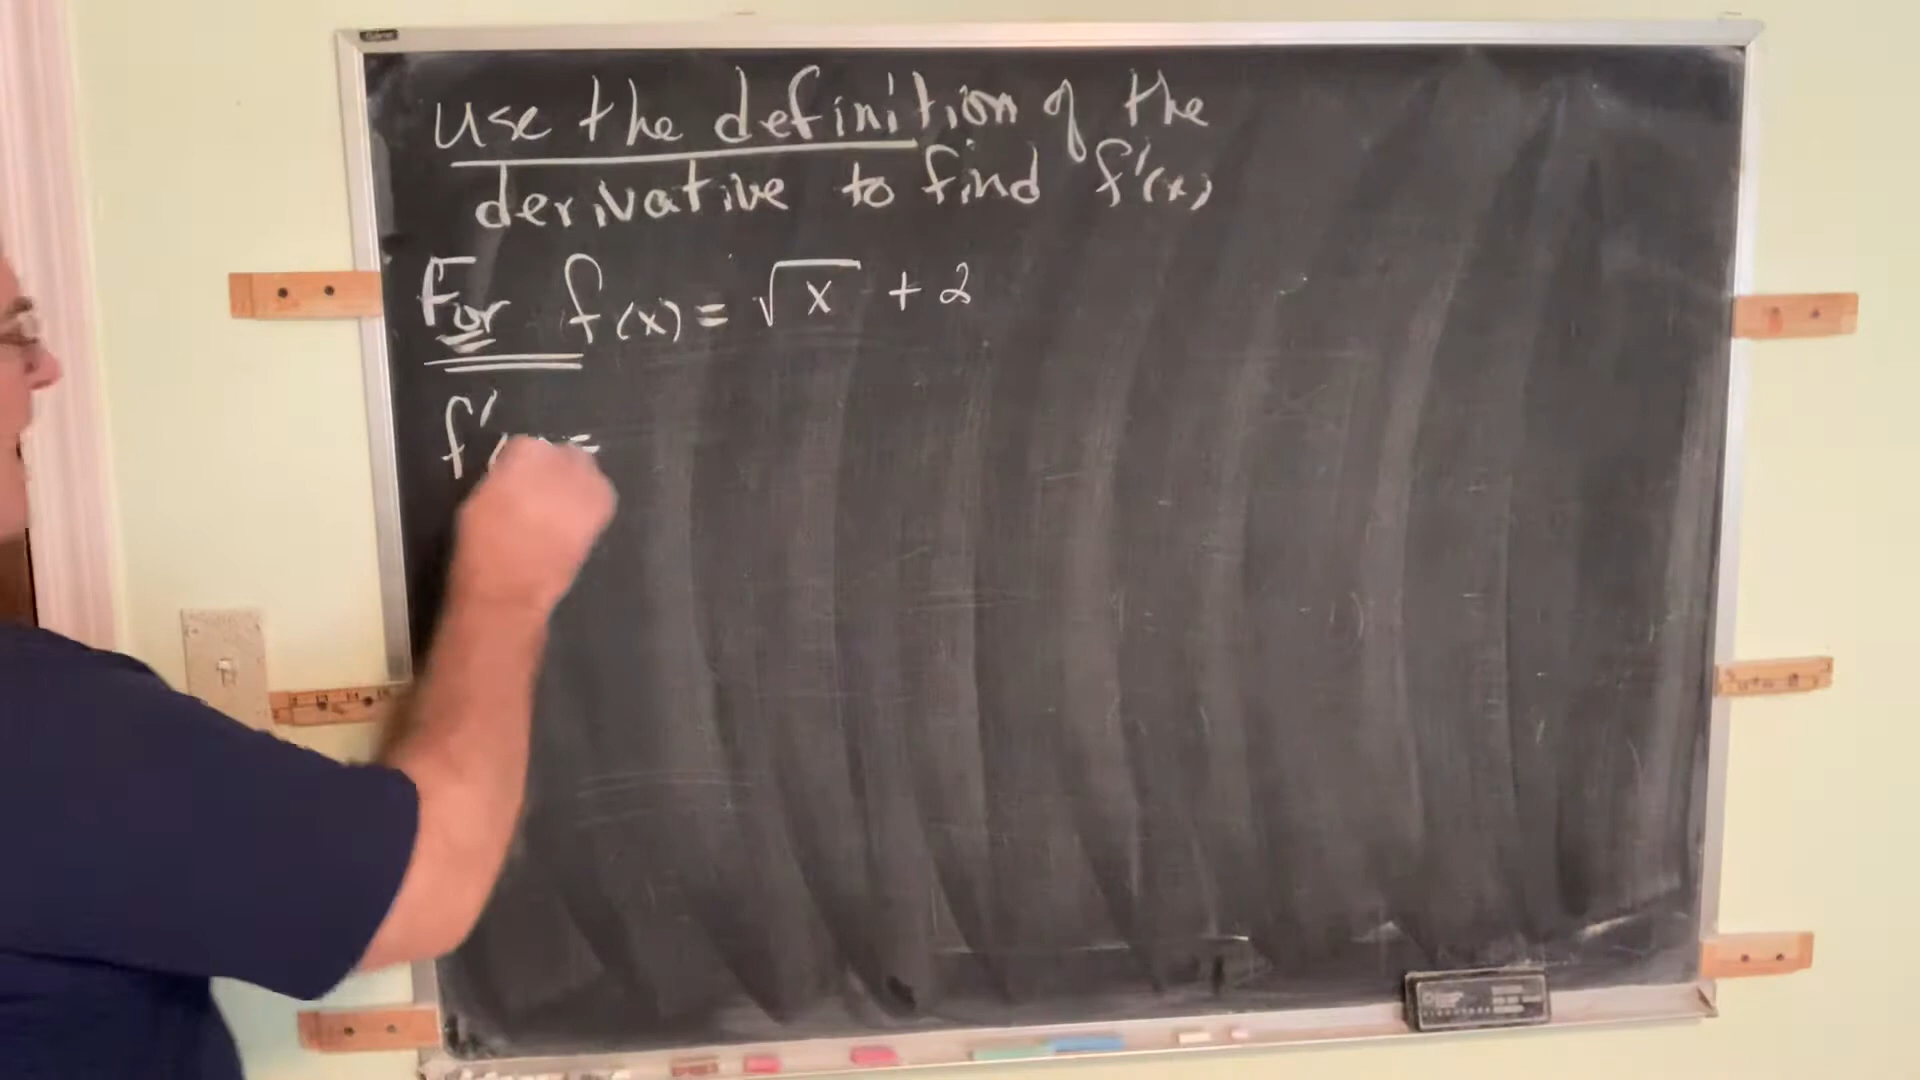 Use the definition of the
derivative to find f'(x)
For f(x) = √x + 2
f'( =